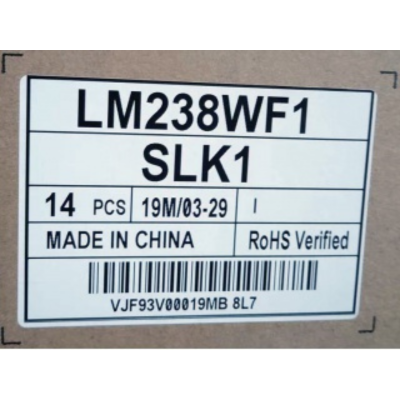 LM238WF1
SLK1
14 PCS 19M/03-29 I
MADE IN CHINA RoHS Verified
VJF93V00019MB 8L7